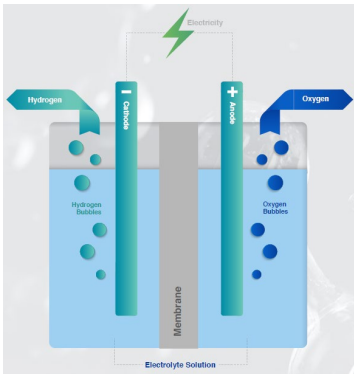 Electricity
Hydrogen
− Cathode
+ Anode
Oxygen
Hydrogen
Bubbles
Oxygen
Bubbles
Membrane
Electrolyte Solution